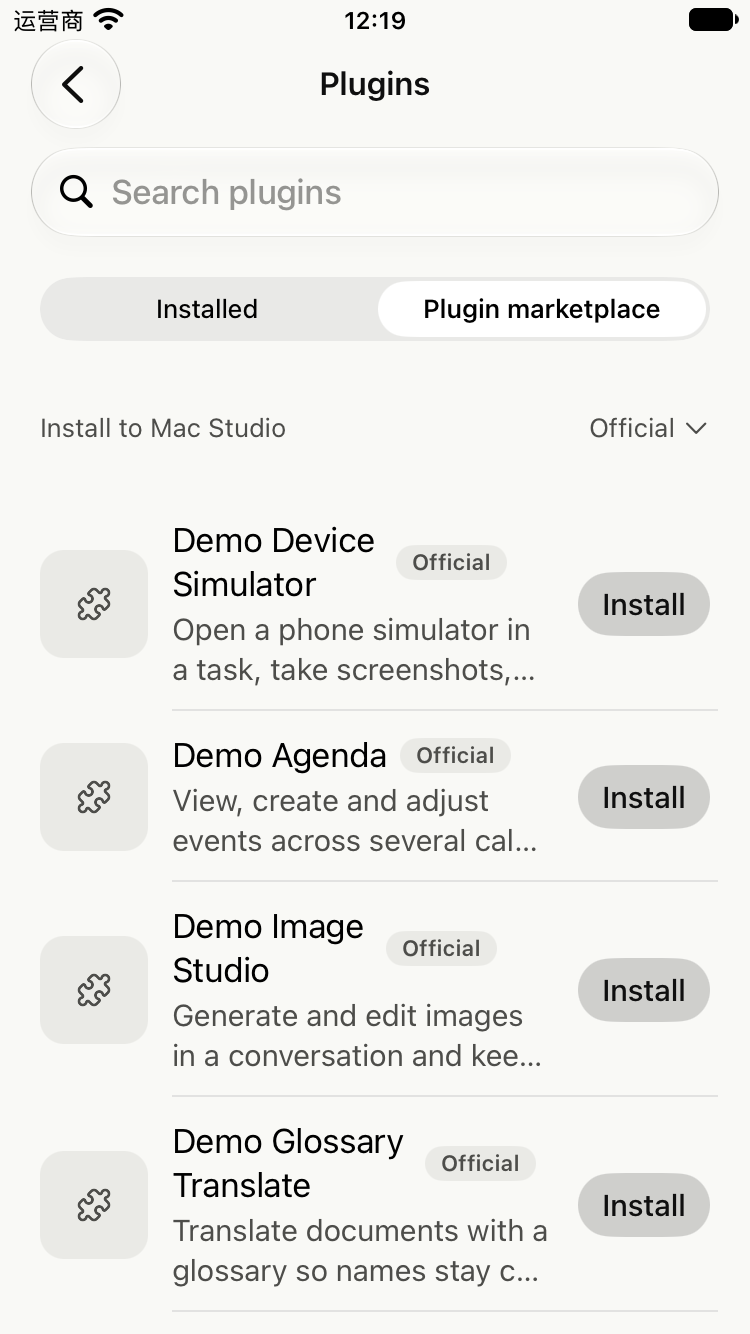 运营商
12:19
Plugins
Search plugins
Installed
Plugin marketplace
Install to Mac Studio
Official
Demo Device
Simulator
Official
Open a phone simulator in
a task, take screenshots,...
Install
Demo Agenda
Official
View, create and adjust
events across several cal...
Install
Demo Image
Studio
Official
Generate and edit images
in a conversation and kee...
Install
Demo Glossary
Translate
Official
Translate documents with a
glossary so names stay c...
Install